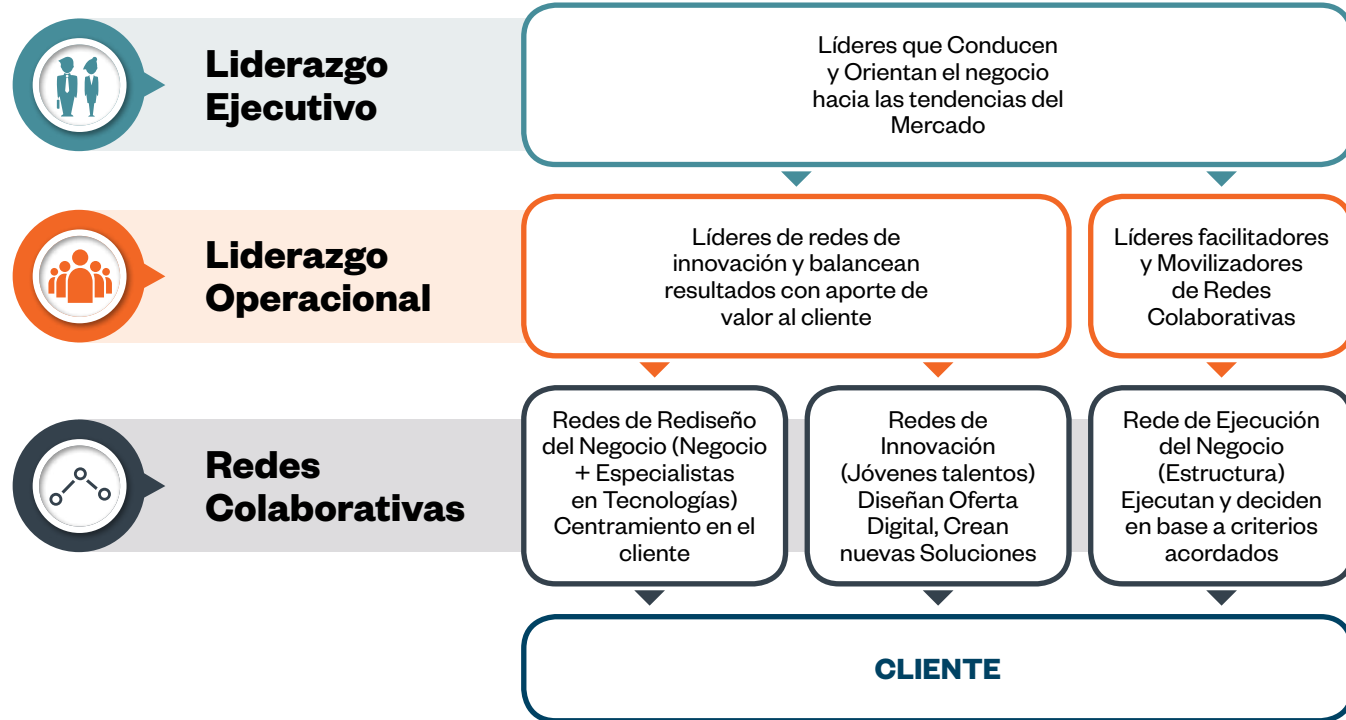 Liderazgo
Ejecutivo
Líderes que Conducen
y Orientan el negocio
hacia las tendencias del
Mercado
Liderazgo
Operacional
Líderes de redes de
innovación y balancean
resultados con aporte de
valor al cliente
Líderes facilitadores
y Movilizadores
de Redes
Colaborativas
Redes
Colaborativas
Redes de Rediseño
del Negocio (Negocio
+ Especialistas
en Tecnologías)
Centramiento en el
cliente
Redes de
Innovación
(Jóvenes talentos)
Diseñan Oferta
Digital, Crean
nuevas Soluciones
Rede de Ejecución
del Negocio
(Estructura)
Ejecutan y deciden
en base a criterios
acordados
CLIENTE